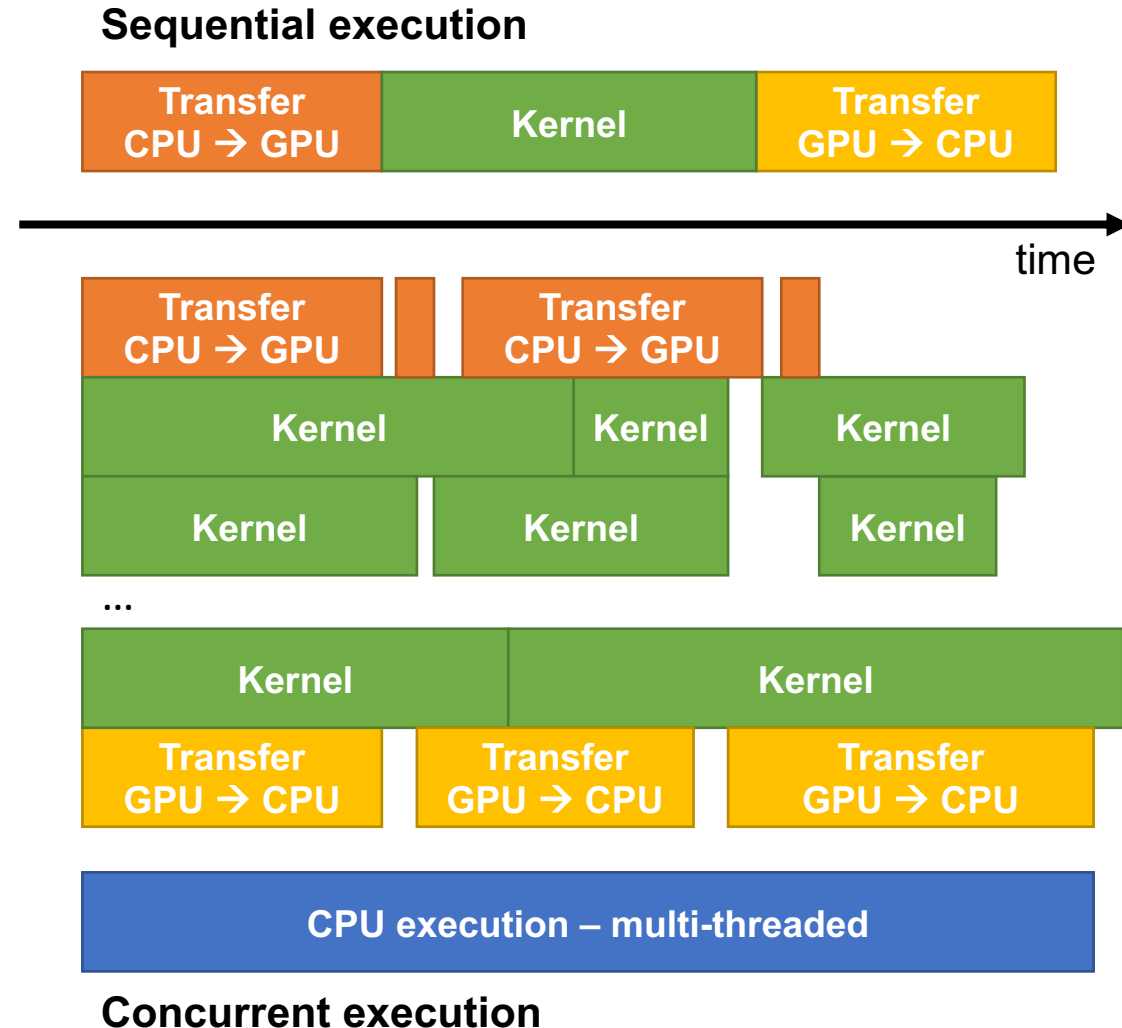 Sequential execution
Transfer
CPU → GPU
Kernel
Transfer
GPU → CPU
time
Transfer
CPU → GPU
Transfer
CPU → GPU
Kernel
Kernel
Kernel
Kernel
Kernel
Kernel
...
Kernel
Kernel
Transfer
GPU → CPU
Transfer
GPU → CPU
Transfer
GPU → CPU
CPU execution – multi-threaded
Concurrent execution